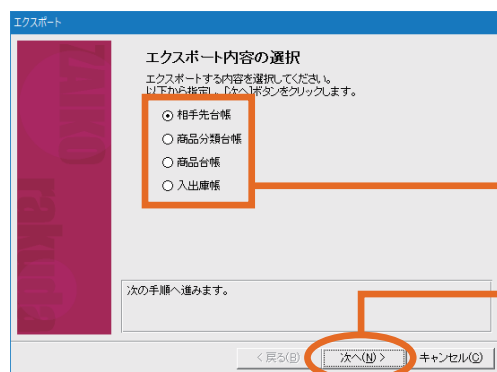 エクスポート
エクスポート内容の選択
エクスポートする内容を選択してください。
以下から指定し、[次へ]ボタンをクリックします。
相手先台帳
商品分類台帳
商品台帳
入出庫帳
次の手順へ進みます。
< 戻る(B)
次へ(N) >
キャンセル(C)
ZAIKO
rakuda